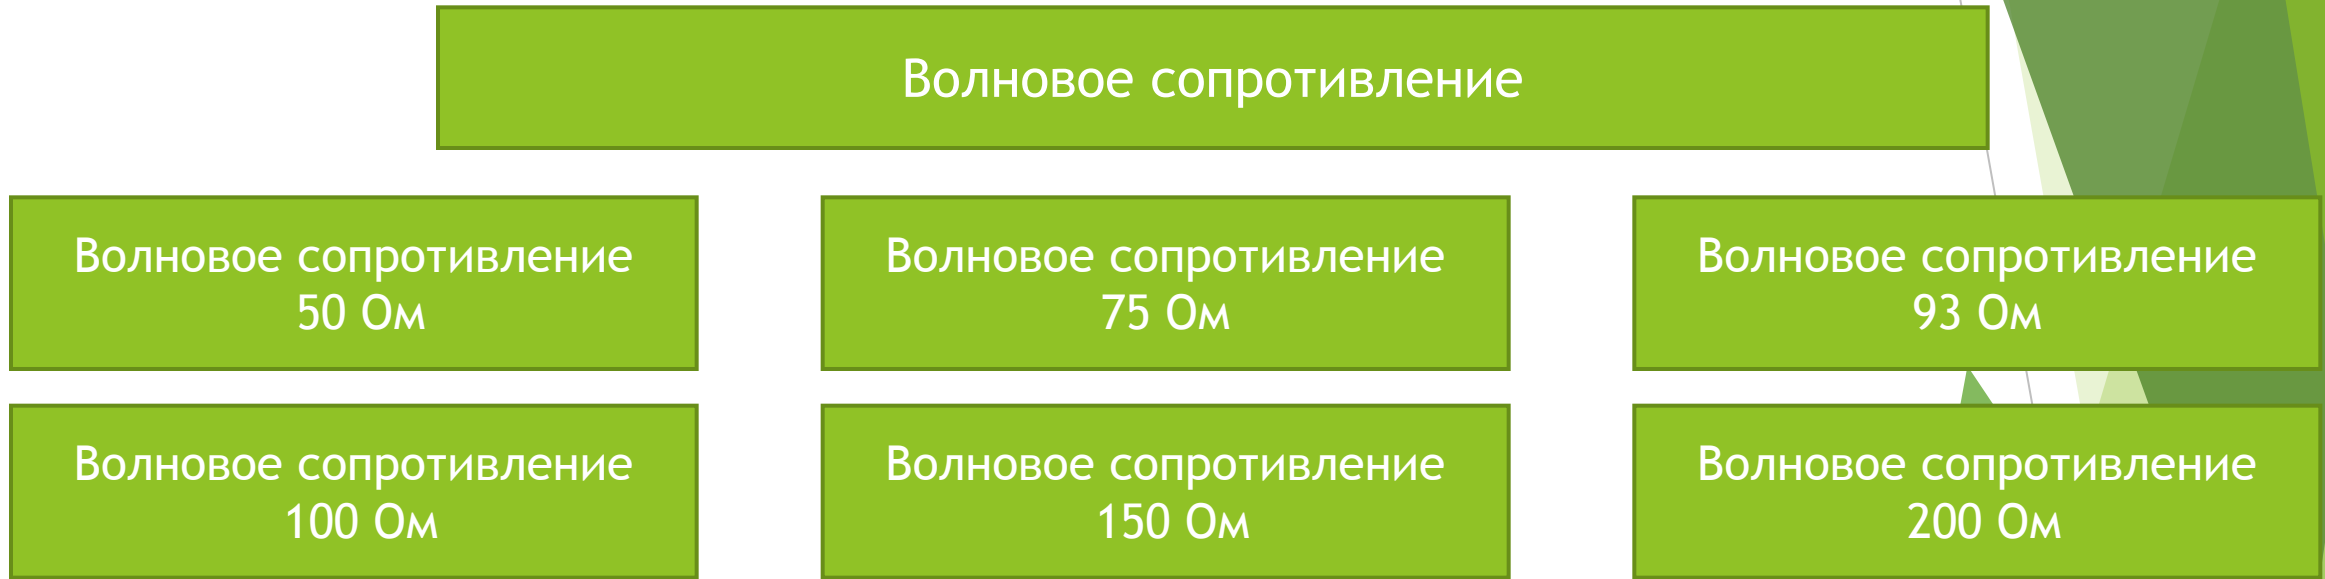 Волновое сопротивление
Волновое сопротивление
50 Ом
Волновое сопротивление
75 Ом
Волновое сопротивление
93 Ом
Волновое сопротивление
100 Ом
Волновое сопротивление
150 Ом
Волновое сопротивление
200 Ом